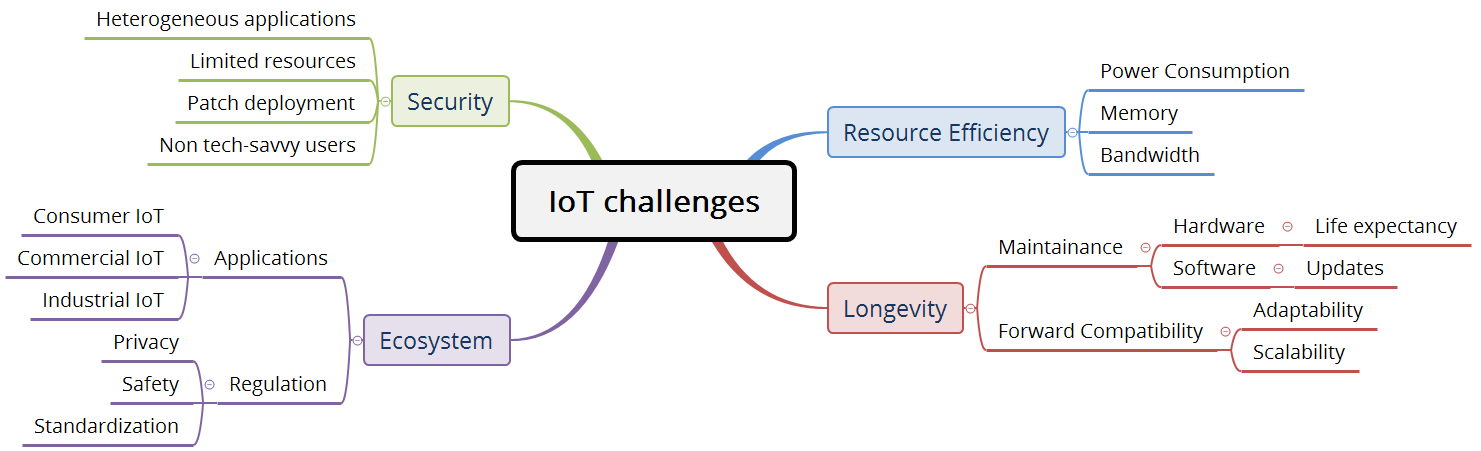 IoT challenges
Security
Heterogeneous applications
Limited resources
Patch deployment
Non tech-savvy users
Resource Efficiency
Power Consumption
Memory
Bandwidth
Ecosystem
Applications
Consumer IoT
Commercial IoT
Industrial IoT
Regulation
Privacy
Safety
Standardization
Longevity
Maintainance
Hardware
Life expectancy
Software
Updates
Forward Compatibility
Adaptability
Scalability